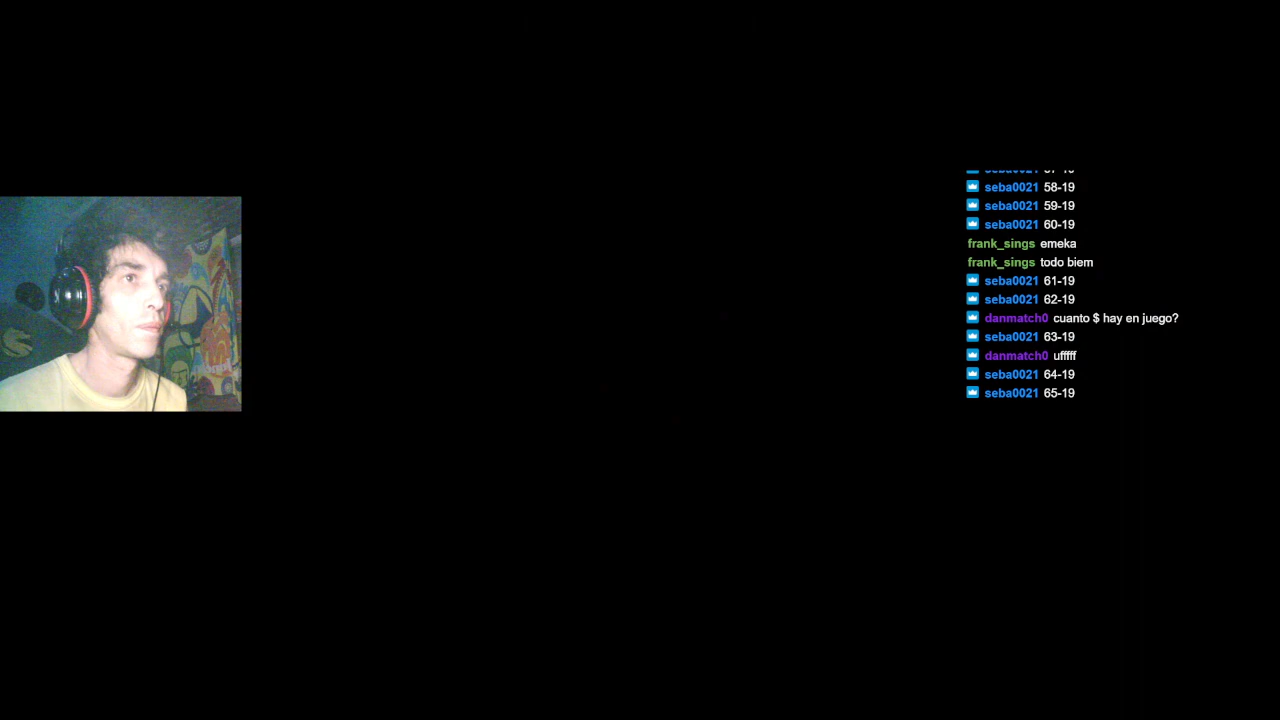 seba0021 58-19
seba0021 59-19
seba0021 60-19
frank_sings emeka
frank_sings todo biem
seba0021 61-19
seba0021 62-19
danmatch0 cuanto $ hay en juego?
seba0021 63-19
danmatch0 ufffff
seba0021 64-19
seba0021 65-19